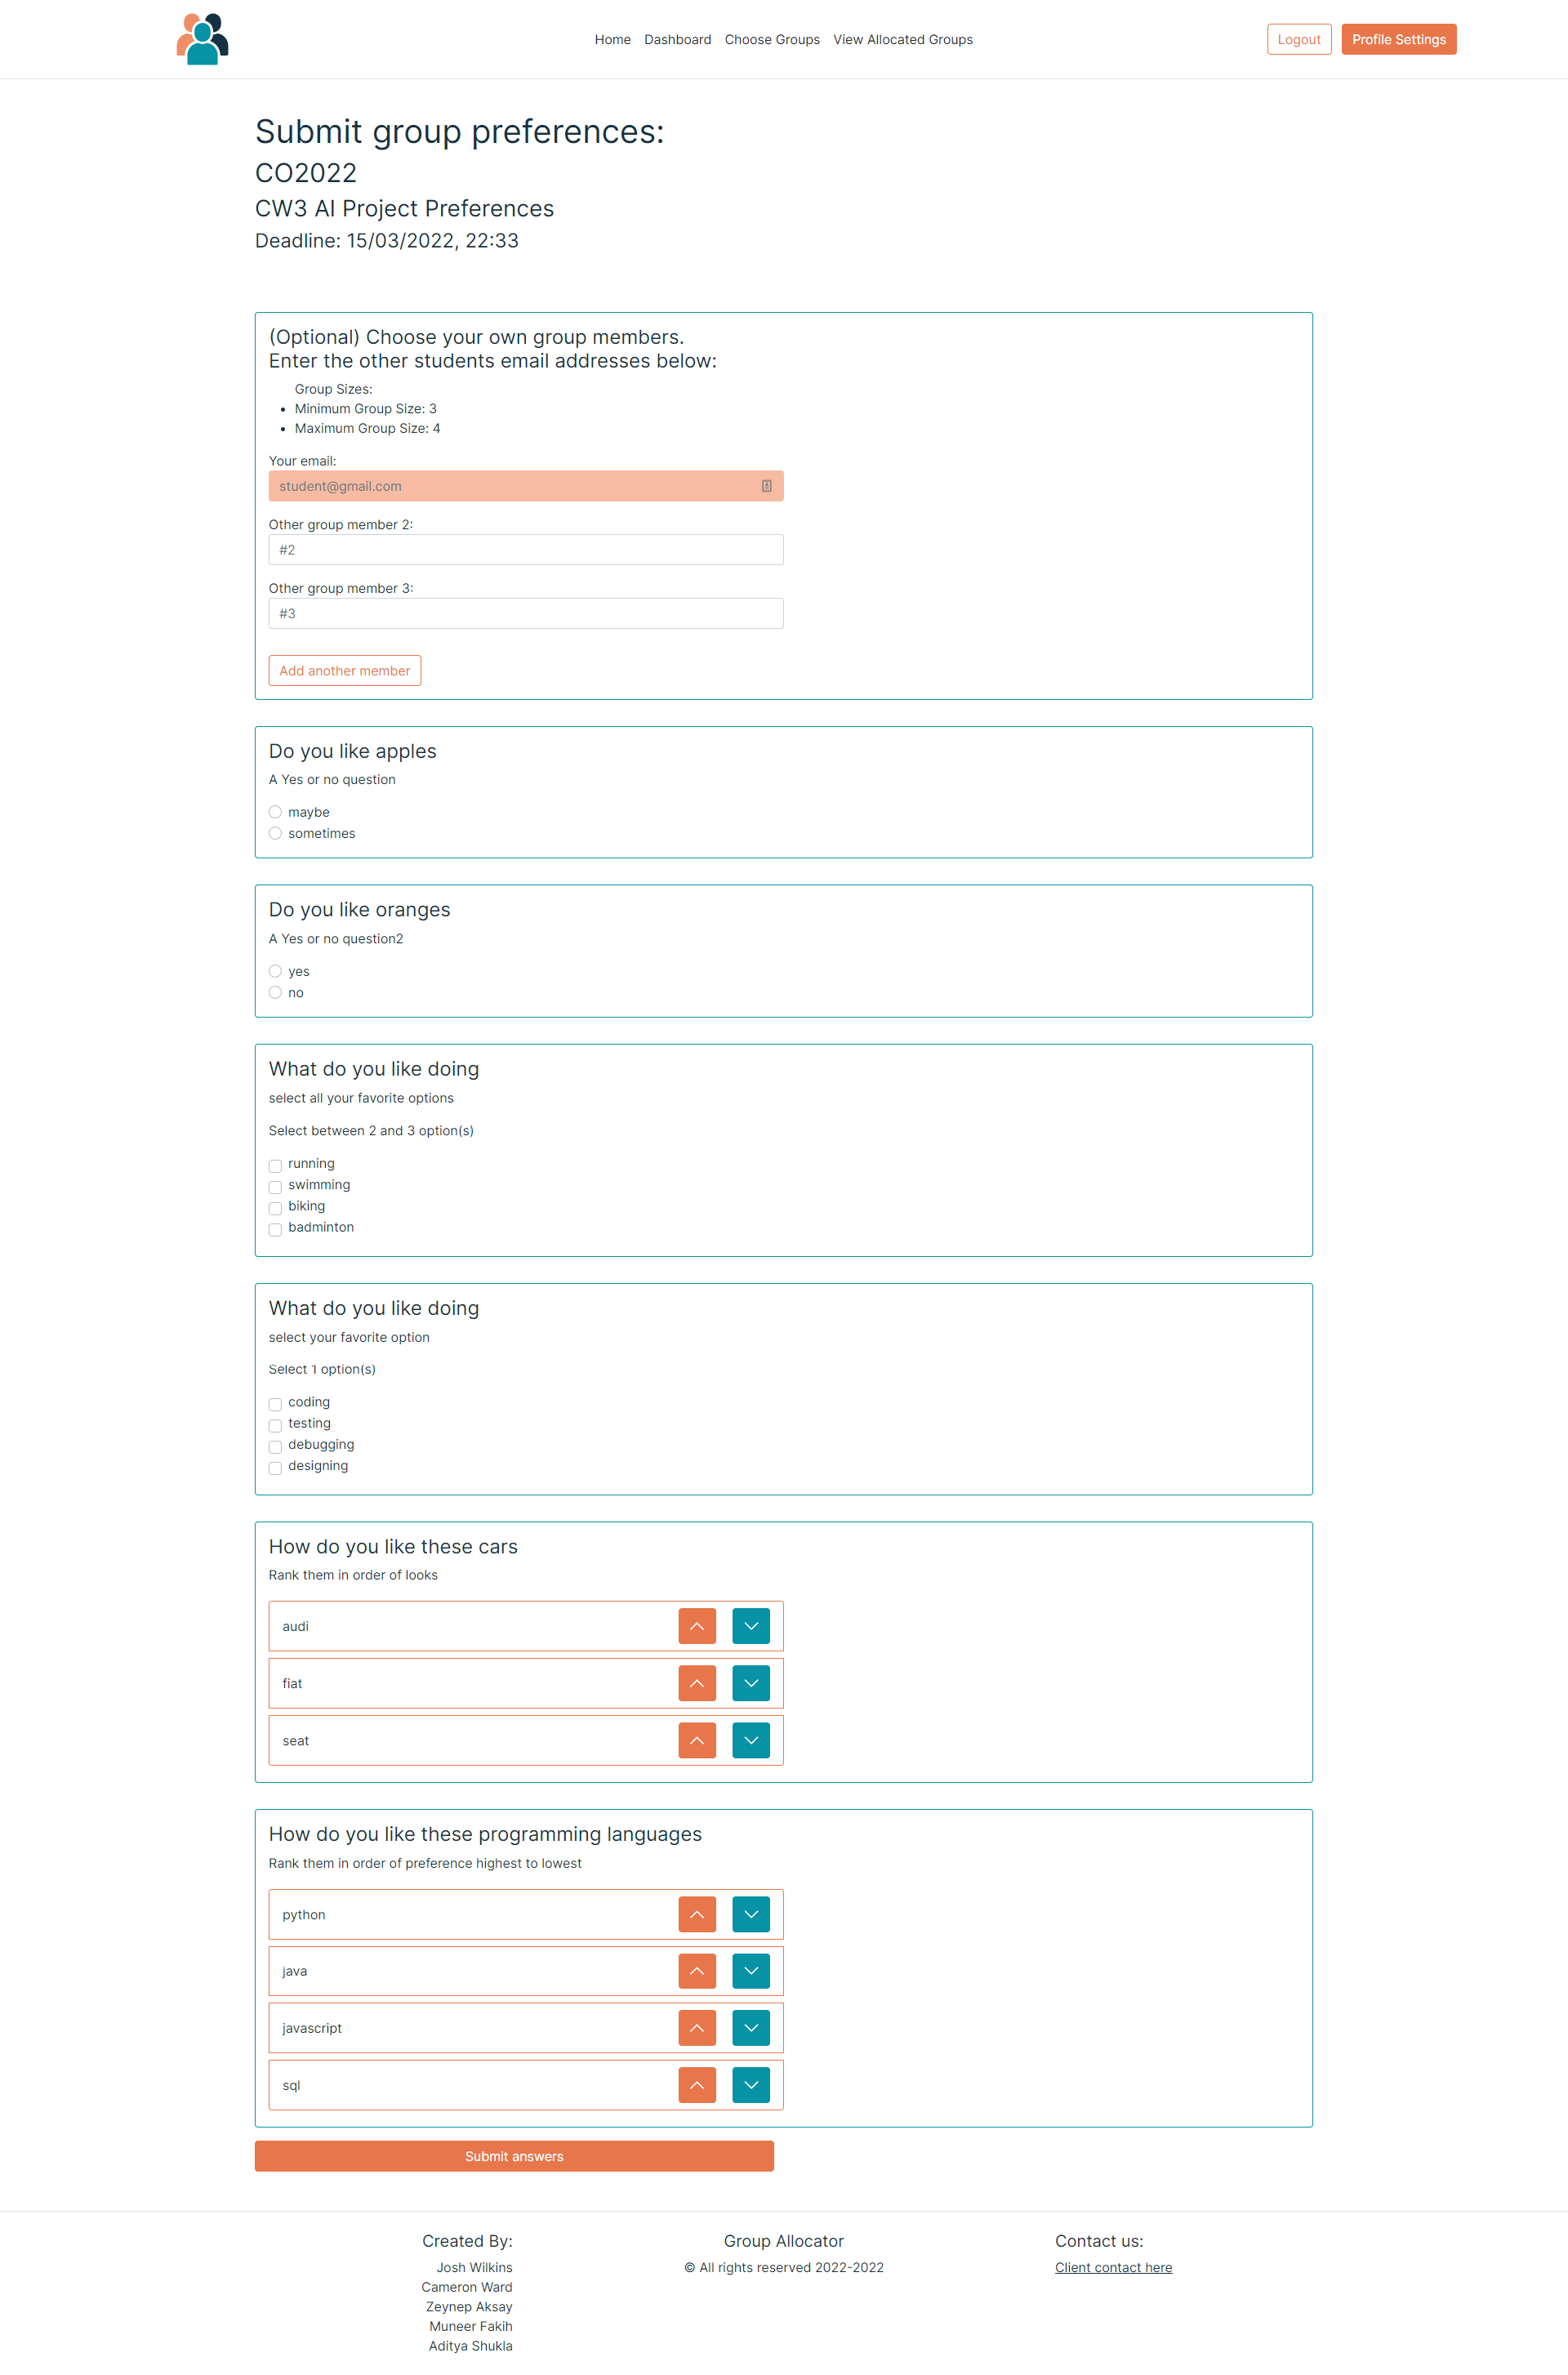 Home Dashboard Choose Groups View Allocated Groups Logout Profile Settings
Submit group preferences:
CO2022
CW3 AI Project Preferences
Deadline: 15/03/2022, 22:33
(Optional) Choose your own group members.
Enter the other students email addresses below:
Group Sizes:
• Minimum Group Size: 3
• Maximum Group Size: 4
Your email:
student@gmail.com
Other group member 2:
#2
Other group member 3:
#3
Add another member
Do you like apples
A Yes or no question
maybe
sometimes
Do you like oranges
A Yes or no question2
yes
no
What do you like doing
select all your favorite options
Select between 2 and 3 option(s)
running
swimming
biking
badminton
What do you like doing
select your favorite option
Select 1 option(s)
coding
testing
debugging
designing
How do you like these cars
Rank them in order of looks
audi
fiat
seat
How do you like these programming languages
Rank them in order of preference highest to lowest
python
java
javascript
sql
Submit answers
Created By:
Josh Wilkins
Cameron Ward
Zeynep Aksay
Muneer Fakih
Aditya Shukla
Group Allocator
© All rights reserved 2022-2022
Contact us:
Client contact here